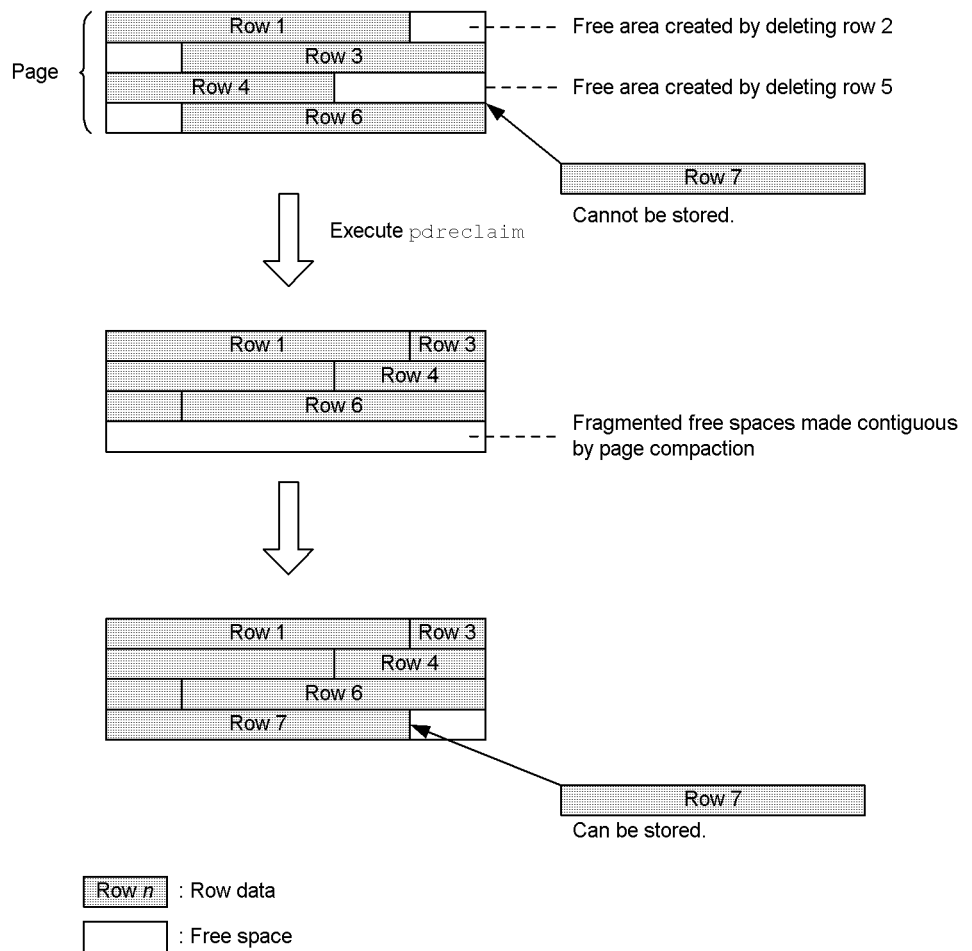 Row 1
Free area created by deleting row 2
Row 3
Page
Row 4
Free area created by deleting row 5
Row 6
Row 7
Cannot be stored.
Execute pdreclaim
Row 1
Row 3
Row 4
Row 6
Fragmented free spaces made contiguous
by page compaction
Row 1
Row 3
Row 4
Row 6
Row 7
Row 7
Can be stored.
Row n : Row data
: Free space